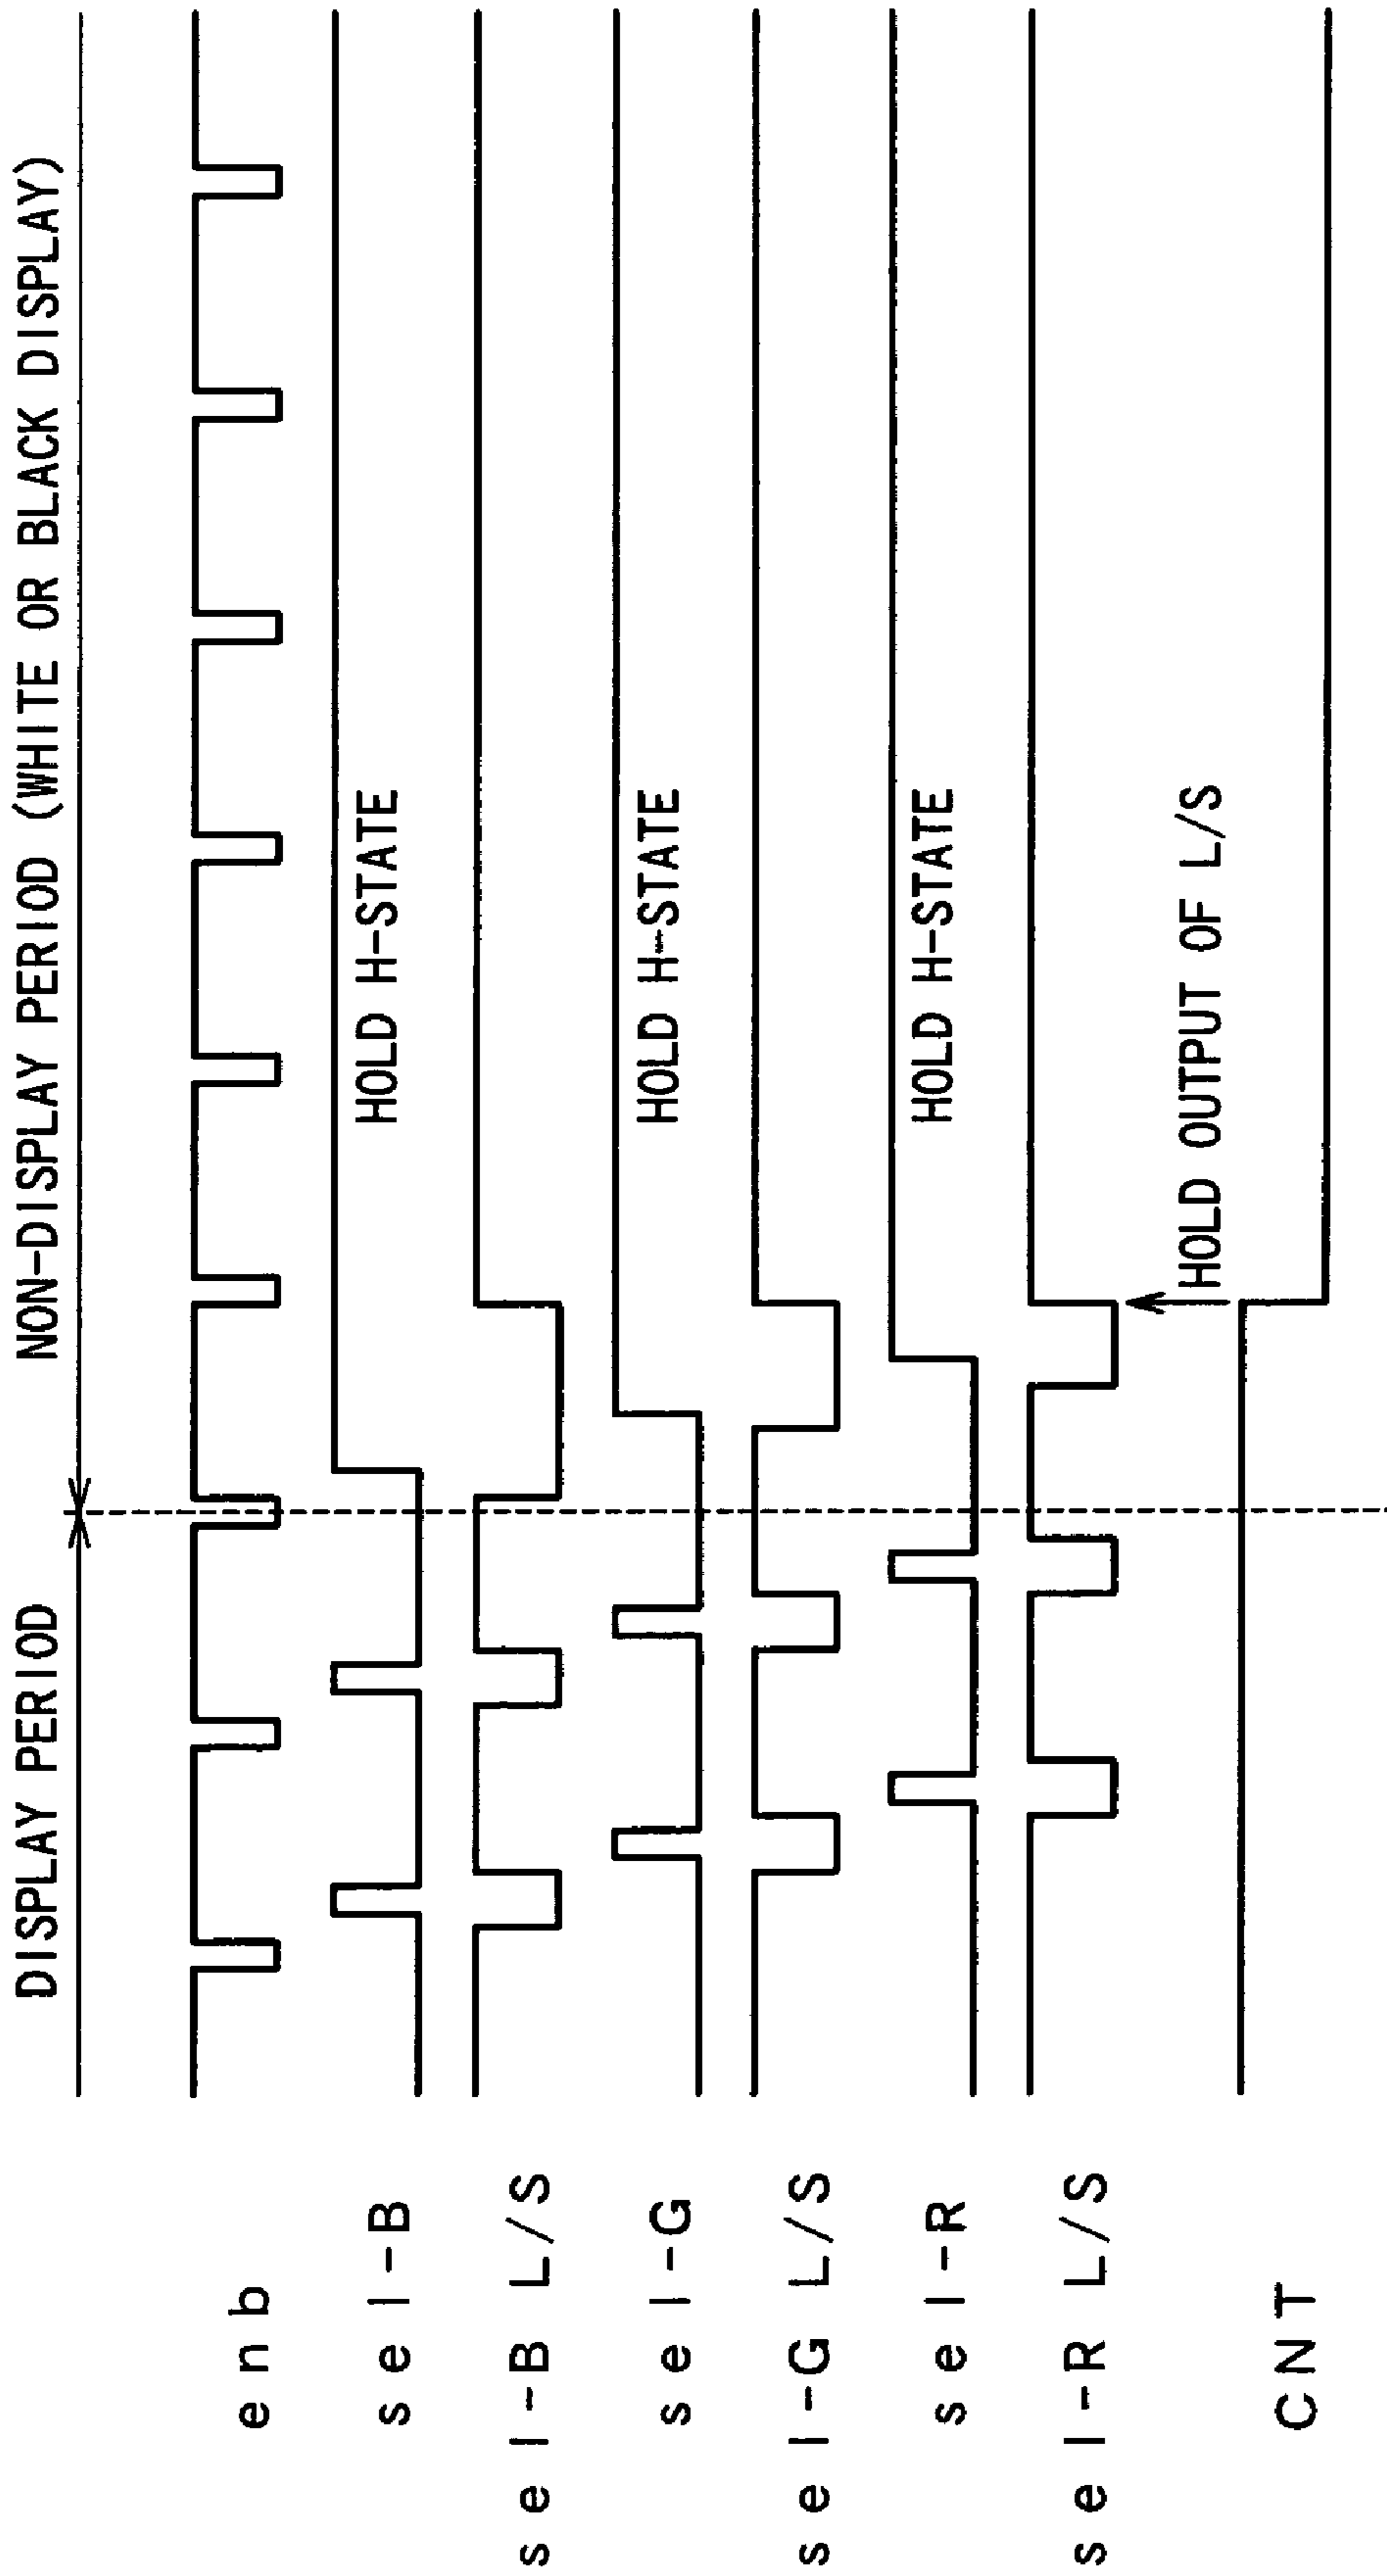 DISPLAY PERIOD
NON-DISPLAY PERIOD (WHITE OR BLACK DISPLAY)
enb
sel-B
HOLD H-STATE
sel-B L/S
sel-G
HOLD H-STATE
sel-G L/S
sel-R
HOLD H-STATE
sel-R L/S
HOLD OUTPUT OF L/S
CNT